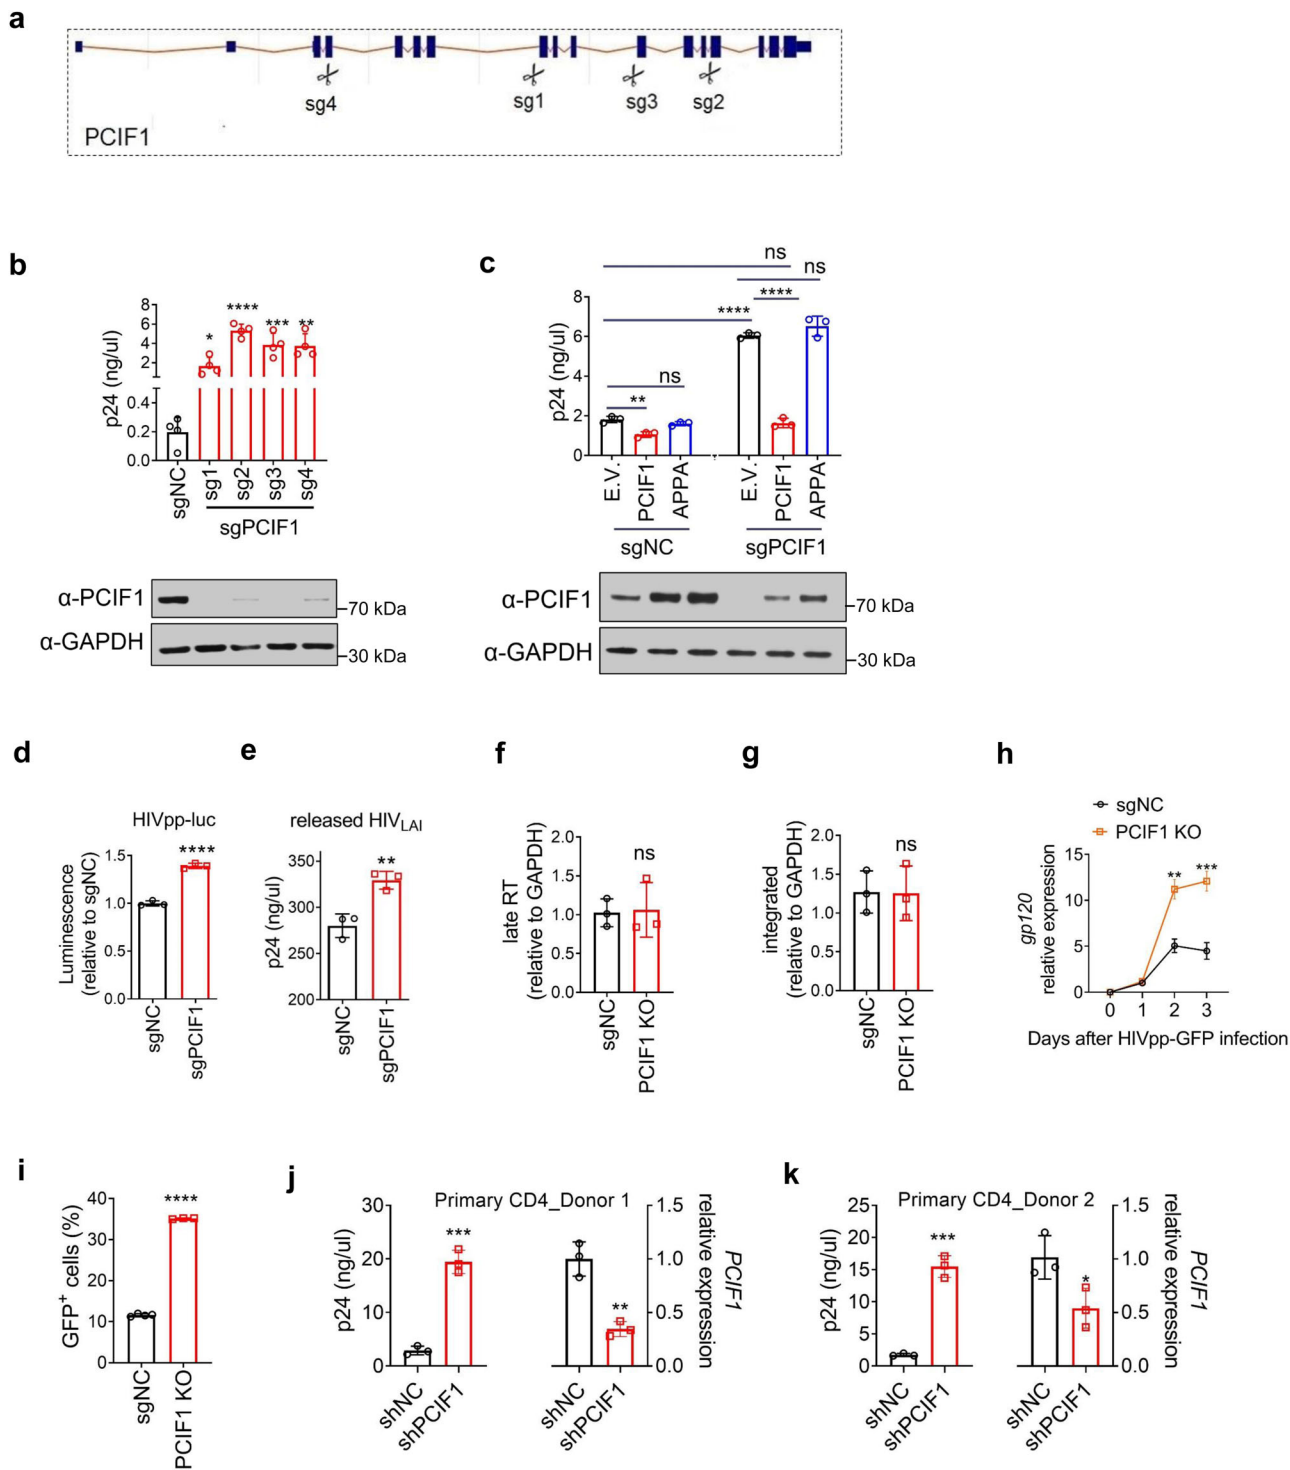 a
sg4
sg1
sg3
sg2
PCIF1
b
p24 (ng/ul)
8
6
4
2
0.4
0.2
0.0
*
****
***
**
sgNC
sg1
sg2
sg3
sg4
sgPCIF1
α-PCIF1
70 kDa
α-GAPDH
30 kDa
c
p24 (ng/ul)
8
6
4
2
0
ns
ns
****
****
ns
**
E.V.
PCIF1
APPA
E.V.
PCIF1
APPA
sgNC
sgPCIF1
α-PCIF1
70 kDa
α-GAPDH
30 kDa
d
HIVpp-luc
Luminescence
(relative to sgNC)
1.5
1.0
0.5
0.0
****
sgNC
sgPCIF1
e
released HIVLAI
p24 (ng/ul)
350
300
250
200
**
sgNC
sgPCIF1
f
late RT
(relative to GAPDH)
2.0
1.5
1.0
0.5
0.0
ns
sgNC
PCIF1 KO
g
integrated
(relative to GAPDH)
2.0
1.5
1.0
0.5
0.0
ns
sgNC
PCIF1 KO
h
sgNC
PCIF1 KO
gp120
relative expression
15
10
5
0
**
***
0 1 2 3
Days after HIVpp-GFP infection
i
GFP+ cells (%)
40
30
20
10
0
****
sgNC
PCIF1 KO
j
Primary CD4_Donor 1
p24 (ng/ul)
30
20
10
0
***
shNC
shPCIF1
**
shNC
shPCIF1
1.5
1.0
0.5
0.0
PCIF1
relative expression
k
Primary CD4_Donor 2
p24 (ng/ul)
25
20
15
10
5
0
***
shNC
shPCIF1
*
shNC
shPCIF1
1.5
1.0
0.5
0.0
PCIF1
relative expression